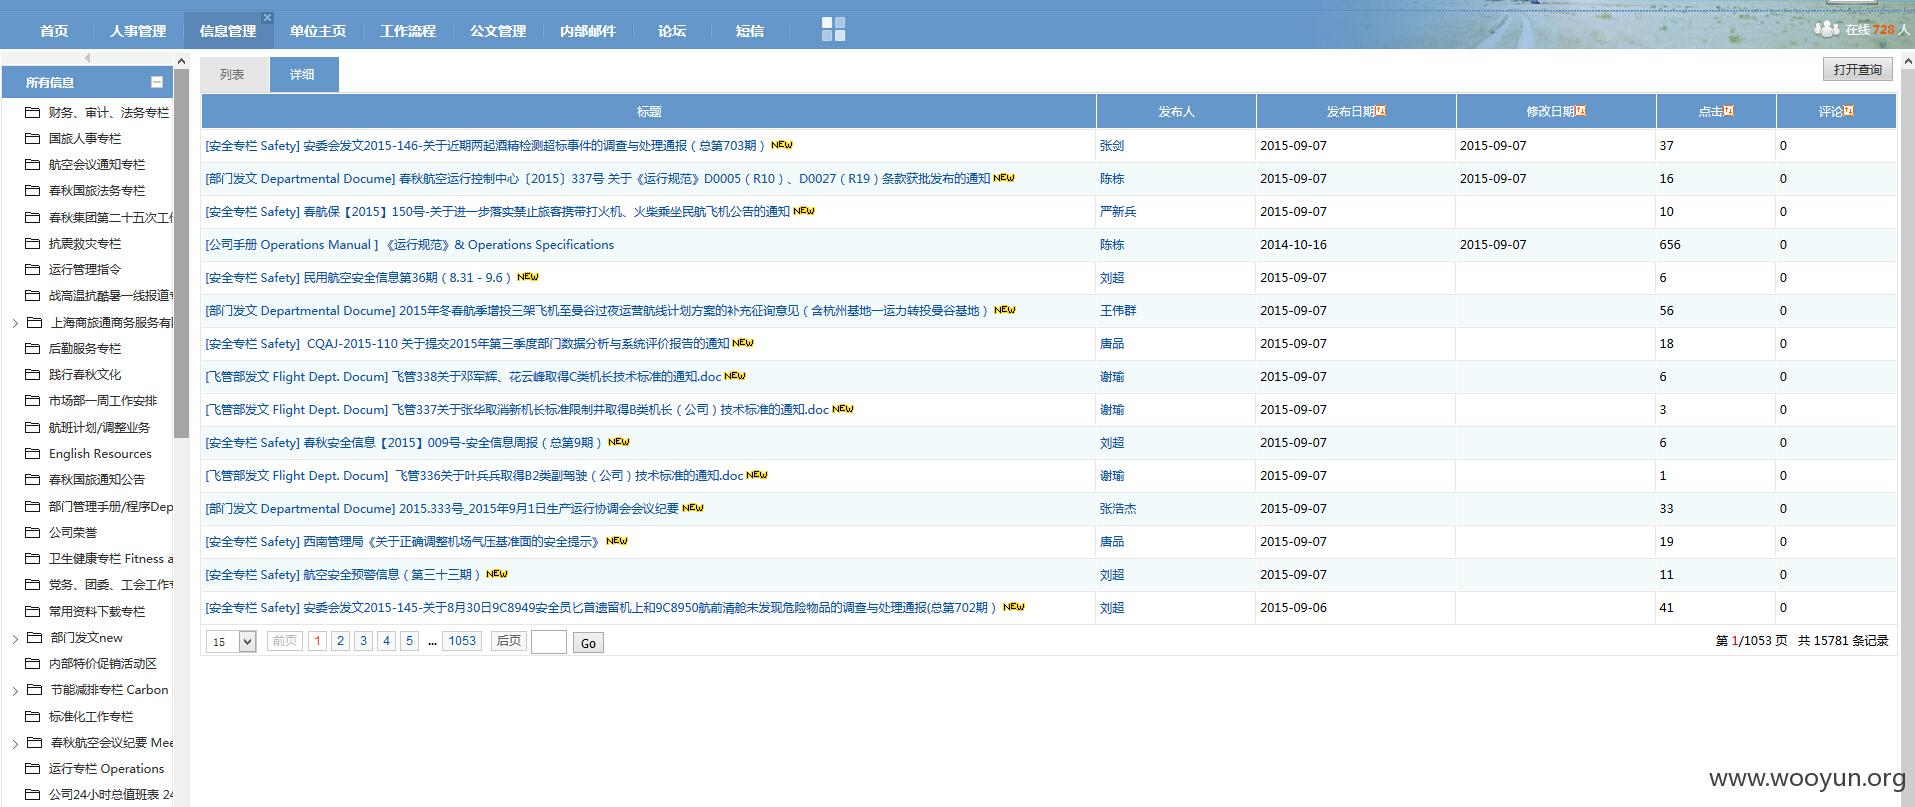 首页 人事管理 信息管理 单位主页 工作流程 公文管理 内部邮件 论坛 短信 在线728人
所有信息
财务、审计、法务专栏
国旅人事专栏
航空会议通知专栏
春秋国旅法务专栏
春秋集团第二十五次工
抗震救灾专栏
运行管理指令
战高温抗酷暑一线报道
上海商旅通商务服务有
后勤服务专栏
践行春秋文化
市场部一周工作安排
航班计划/调整业务
English Resources
春秋国旅通知公告
部门管理手册/程序Dep
公司荣誉
卫生健康专栏 Fitness a
党务、团委、工会工作
常用资料下载专栏
部门发文new
内部特价促销活动区
节能减排专栏 Carbon
标准化工作专栏
春秋航空会议纪要 Mee
运行专栏 Operations
公司24小时总值班表 24
列表 详细 打开查询
标题 发布人 发布日期 修改日期 点击 评论
[安全专栏 Safety] 安委会发文2015-146-关于近期两起酒精检测超标事件的调查与处理通报（总第703期） NEW 张剑 2015-09-07 2015-09-07 37 0
[部门发文 Departmental Docume] 春秋航空运行控制中心〔2015〕337号 关于《运行规范》D0005（R10）、D0027（R19）条款获批发布的通知 NEW 陈栋 2015-09-07 2015-09-07 16 0
[安全专栏 Safety] 春航保【2015】150号-关于进一步落实禁止旅客携带打火机、火柴乘坐民航飞机公告的通知 NEW 严新兵 2015-09-07 10 0
[公司手册 Operations Manual ] 《运行规范》& Operations Specifications 陈栋 2014-10-16 2015-09-07 656 0
[安全专栏 Safety] 民用航空安全信息第36期（8.31－9.6） NEW 刘超 2015-09-07 6 0
[部门发文 Departmental Docume] 2015年冬春航季增投三架飞机至曼谷过夜运营航线计划方案的补充征询意见（含杭州基地一运力转投曼谷基地） NEW 王伟群 2015-09-07 56 0
[安全专栏 Safety] CQAJ-2015-110 关于提交2015年第三季度部门数据分析与系统评价报告的通知 NEW 唐品 2015-09-07 18 0
[飞管部发文 Flight Dept. Docum] 飞管338关于邓军辉、花云峰取得C类机长技术标准的通知.doc NEW 谢瑜 2015-09-07 6 0
[飞管部发文 Flight Dept. Docum] 飞管337关于张华取消新机长标准限制并取得B类机长（公司）技术标准的通知.doc NEW 谢瑜 2015-09-07 3 0
[安全专栏 Safety] 春秋安全信息【2015】009号-安全信息周报（总第9期） NEW 刘超 2015-09-07 6 0
[飞管部发文 Flight Dept. Docum] 飞管336关于叶兵兵取得B2类副驾驶（公司）技术标准的通知.doc NEW 谢瑜 2015-09-07 1 0
[部门发文 Departmental Docume] 2015.333号_2015年9月1日生产运行协调会会议纪要 NEW 张浩杰 2015-09-07 33 0
[安全专栏 Safety] 西南管理局《关于正确调整机场气压基准面的安全提示》 NEW 唐品 2015-09-07 19 0
[安全专栏 Safety] 航空安全预警信息（第三十三期） NEW 刘超 2015-09-07 11 0
[安全专栏 Safety] 安委会发文2015-145-关于8月30日9C8949安全员匕首遗留机上和9C8950航前清舱未发现危险物品的调查与处理通报(总第702期） NEW 刘超 2015-09-06 41 0
15 前页 1 2 3 4 5 ... 1053 后页 Go 第 1/1053 页 共 15781 条记录
www.wooyun.org